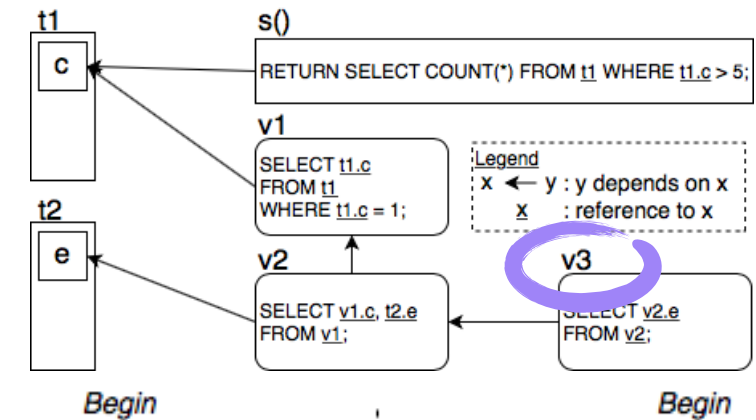 t1
s()
c
RETURN SELECT COUNT(*) FROM t1 WHERE t1.c > 5;
v1
SELECT t1.c
FROM t1
WHERE t1.c = 1;
Legend
x ← y : y depends on x
x : reference to x
t2
e
v2
SELECT v1.c, t2.e
FROM v1;
v3
SELECT v2.e
FROM v2;
Begin
Begin